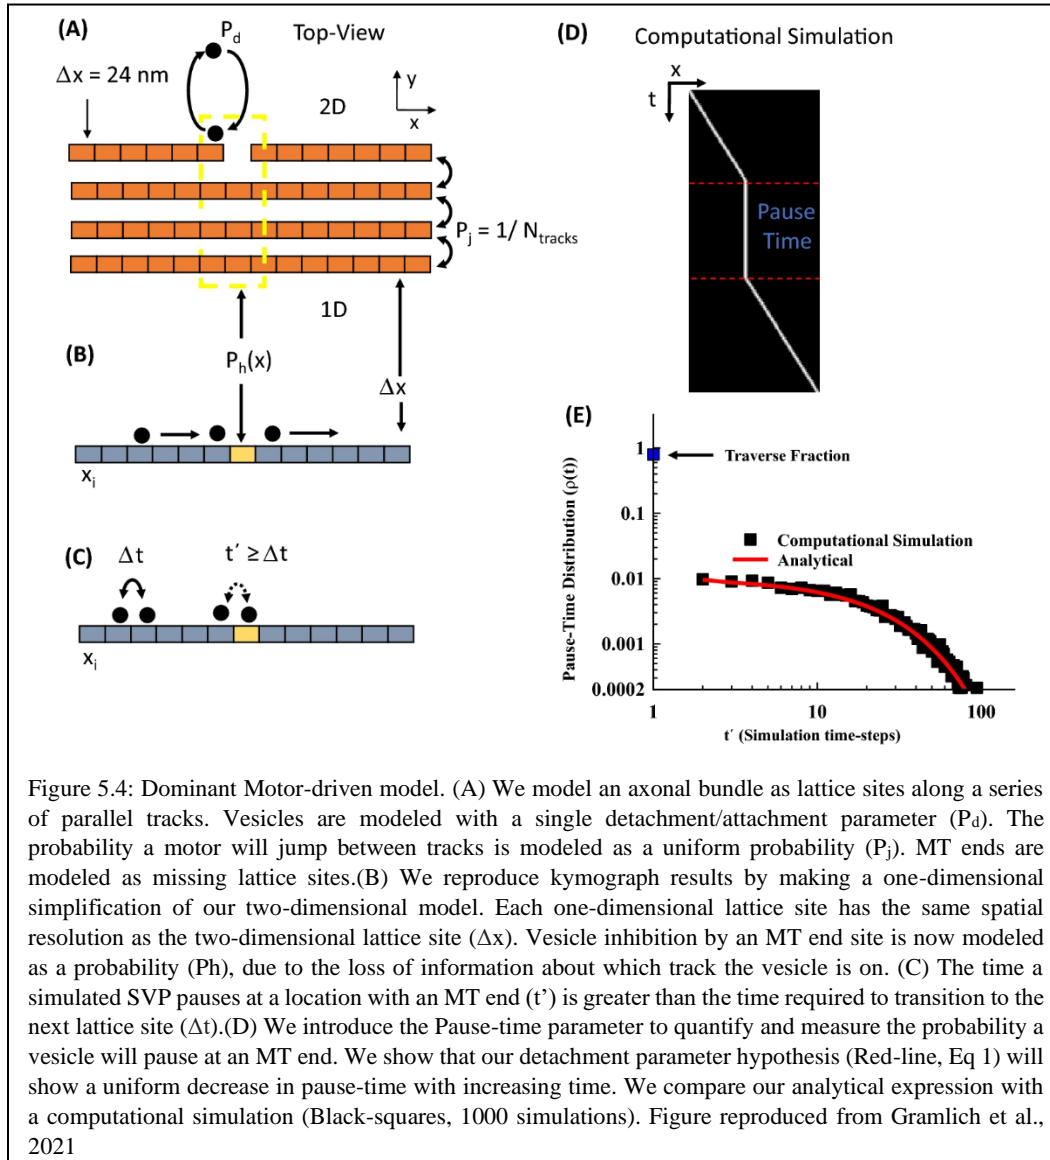 (A)
P_d
Top-View
Δx = 24 nm
y
x
2D
P_j = 1/ N_tracks
1D
(B)
P_h(x)
Δx
x_i
(C)
Δt
t′ ≥ Δt
x_i
(D)
Computational Simulation
x
t
Pause
Time
(E)
Pause-Time Distribution (ρ(t))
1
0.1
0.01
0.001
0.0002
Traverse Fraction
Computational Simulation
Analytical
1
10
100
t′ (Simulation time-steps)
Figure 5.4: Dominant Motor-driven model. (A) We model an axonal bundle as lattice sites along a series
of parallel tracks. Vesicles are modeled with a single detachment/attachment parameter (P_d). The
probability a motor will jump between tracks is modeled as a uniform probability (P_j). MT ends are
modeled as missing lattice sites.(B) We reproduce kymograph results by making a one-dimensional
simplification of our two-dimensional model. Each one-dimensional lattice site has the same spatial
resolution as the two-dimensional lattice site (Δx). Vesicle inhibition by an MT end site is now modeled
as a probability (Ph), due to the loss of information about which track the vesicle is on. (C) The time a
simulated SVP pauses at a location with an MT end (t’) is greater than the time required to transition to the
next lattice site (Δt).(D) We introduce the Pause-time parameter to quantify and measure the probability a
vesicle will pause at an MT end. We show that our detachment parameter hypothesis (Red-line, Eq 1) will
show a uniform decrease in pause-time with increasing time. We compare our analytical expression with
a computational simulation (Black-squares, 1000 simulations). Figure reproduced from Gramlich et al.,
2021